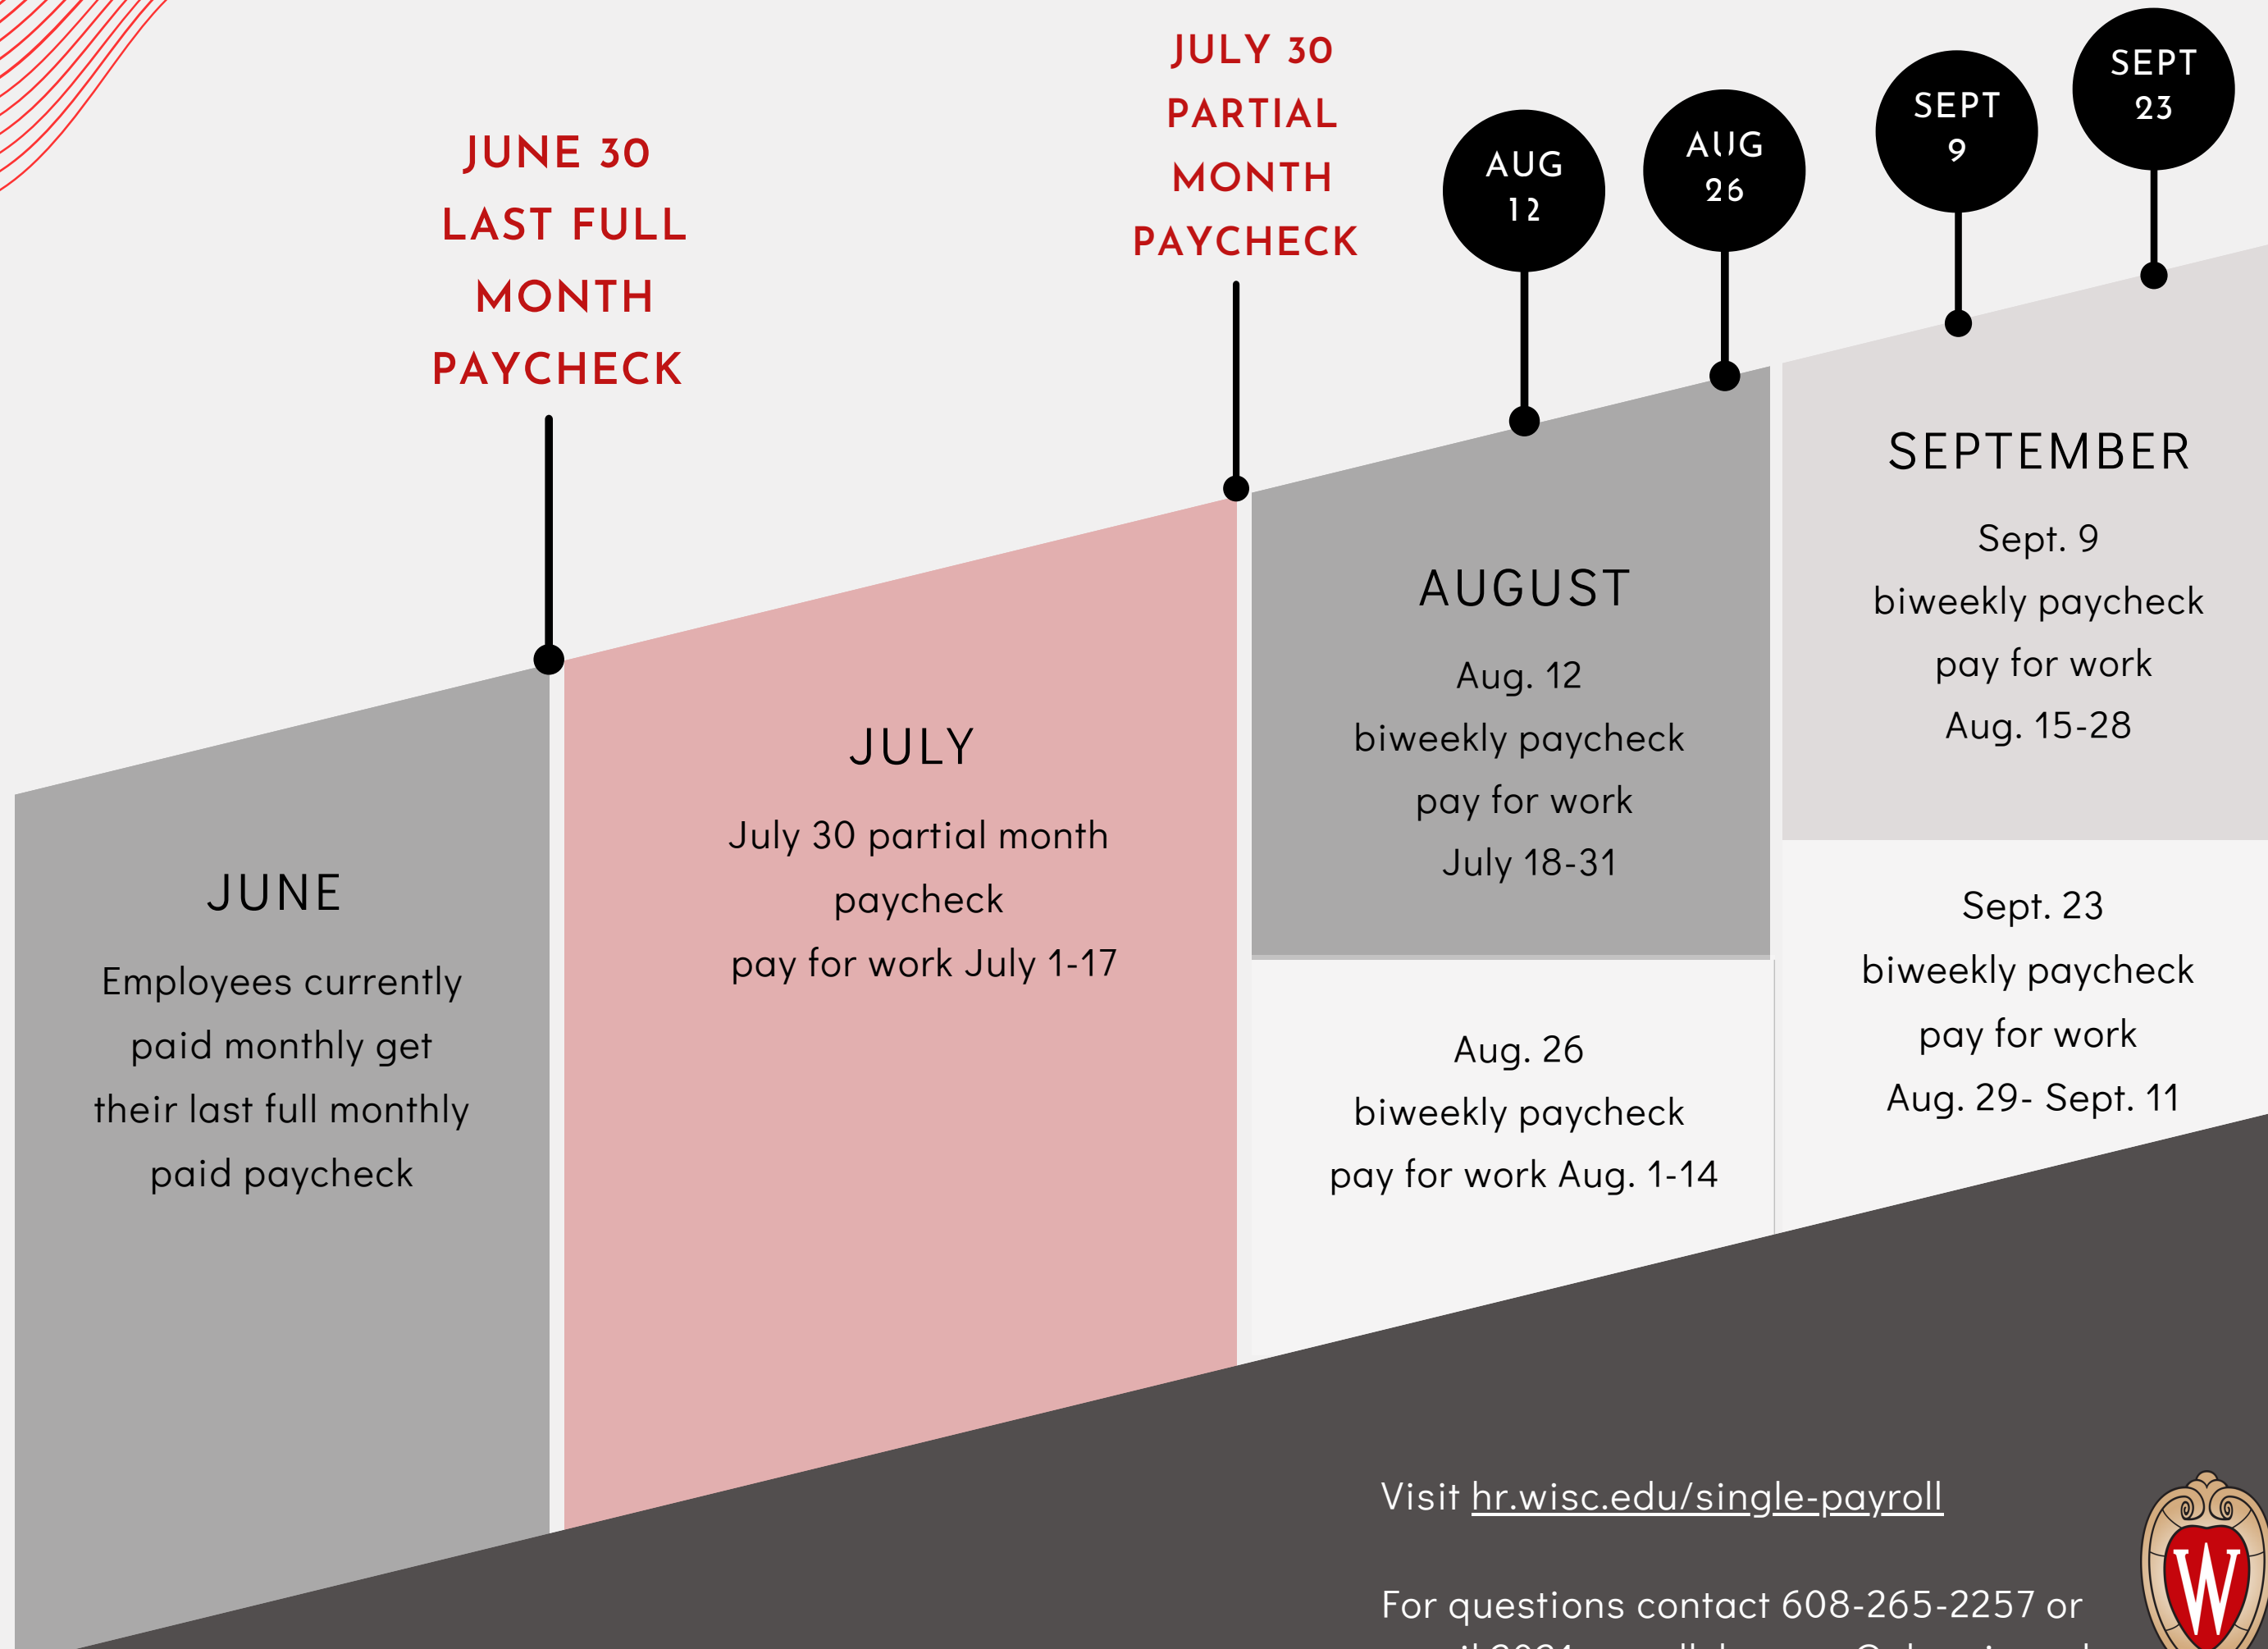 JUNE 30
LAST FULL
MONTH
PAYCHECK
JULY 30
PARTIAL
MONTH
PAYCHECK
AUG
12
AUG
26
SEPT
9
SEPT
23
JUNE
Employees currently
paid monthly get
their last full monthly
paid paycheck
JULY
July 30 partial month
paycheck
pay for work July 1-17
AUGUST
Aug. 12
biweekly paycheck
pay for work
July 18-31
Aug. 26
biweekly paycheck
pay for work Aug. 1-14
SEPTEMBER
Sept. 9
biweekly paycheck
pay for work
Aug. 15-28
Sept. 23
biweekly paycheck
pay for work
Aug. 29- Sept. 11
Visit hr.wisc.edu/single-payroll
For questions contact 608-265-2257 or
W